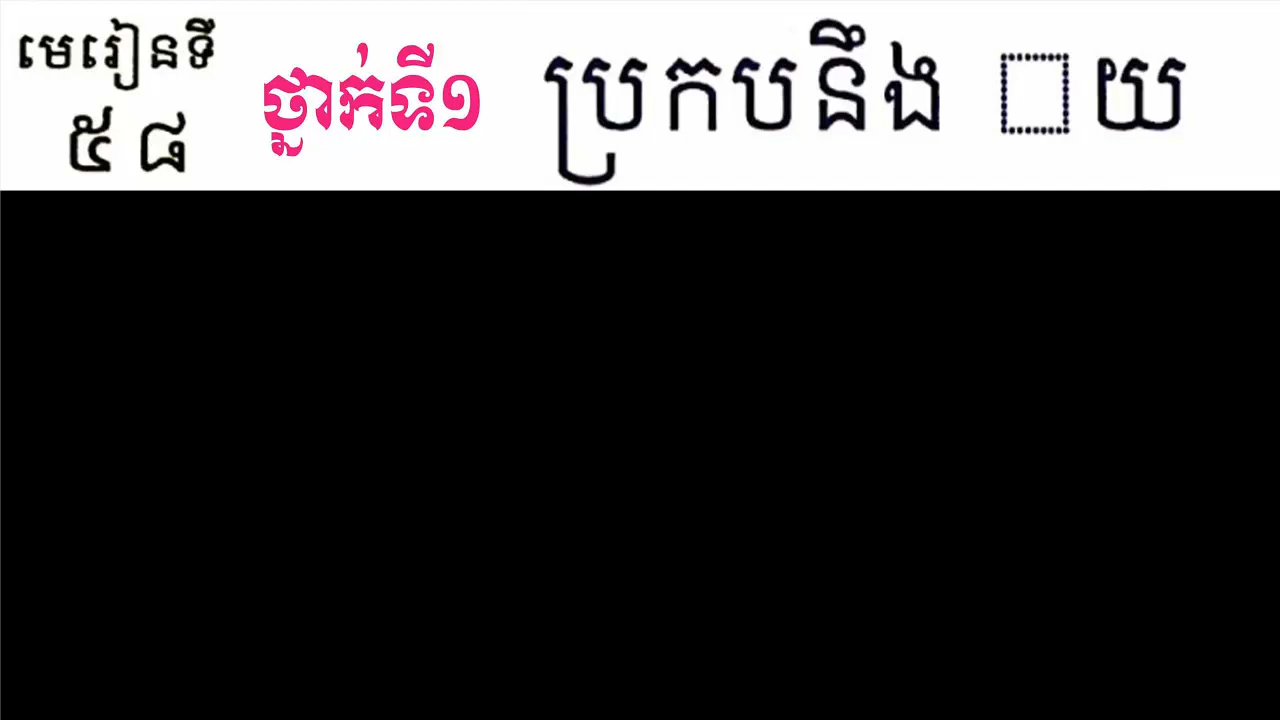 មេរៀនទី
៥៨
ថ្នាក់ទី១
ប្រកបនឹង យ